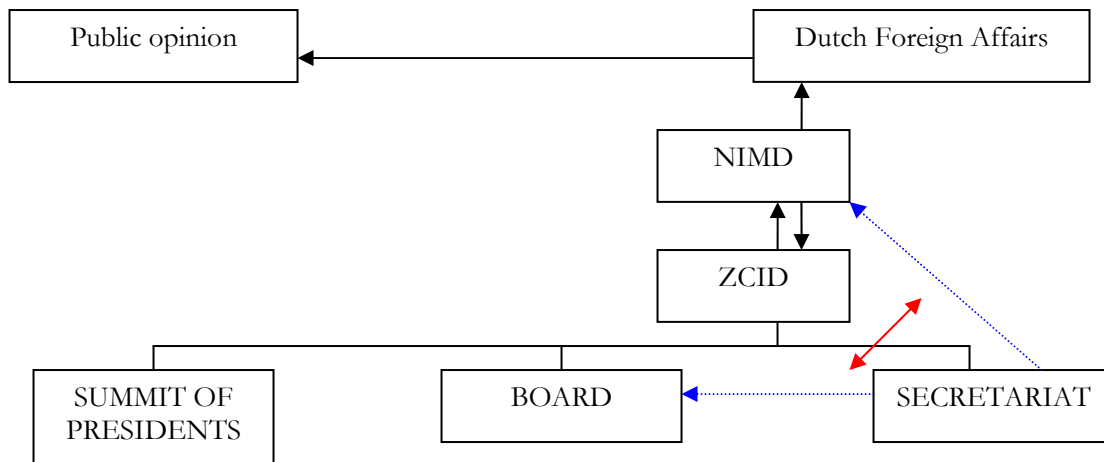 Public opinion
Dutch Foreign Affairs
NIMD
ZCID
SUMMIT OF
PRESIDENTS
BOARD
SECRETARIAT